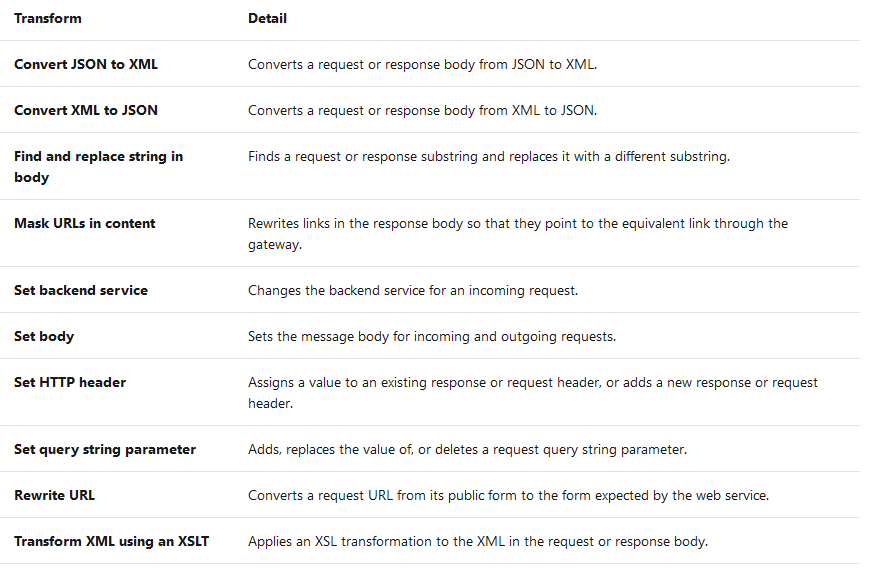 Transform Detail
Convert JSON to XML Converts a request or response body from JSON to XML.
Convert XML to JSON Converts a request or response body from XML to JSON.
Find and replace string in Finds a request or response substring and replaces it with a different substring.
body
Mask URLs in content Rewrites links in the response body so that they point to the equivalent link through the
gateway.
Set backend service Changes the backend service for an incoming request.
Set body Sets the message body for incoming and outgoing requests.
Set HTTP header Assigns a value to an existing response or request header, or adds a new response or request
header.
Set query string parameter Adds, replaces the value of, or deletes a request query string parameter.
Rewrite URL Converts a request URL from its public form to the form expected by the web service.
Transform XML using an XSLT Applies an XSL transformation to the XML in the request or response body.